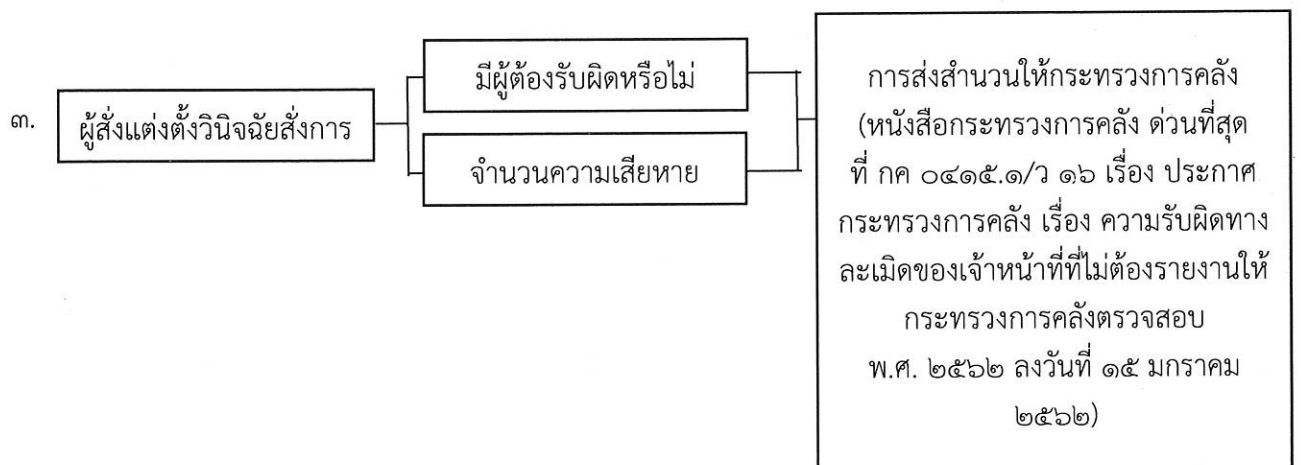 ๓.
ผู้สั่งแต่งตั้งวินิจฉัยสั่งการ
มีผู้ต้องรับผิดหรือไม่
จำนวนความเสียหาย
การส่งสำนวนให้กระทรวงการคลัง
(หนังสือกระทรวงการคลัง ด่วนที่สุด
ที่ กค ๐๔๑๕.๑/ว ๑๖ เรื่อง ประกาศ
กระทรวงการคลัง เรื่อง ความรับผิดทาง
ละเมิดของเจ้าหน้าที่ที่ไม่ต้องรายงานให้
กระทรวงการคลังตรวจสอบ
พ.ศ. ๒๕๖๒ ลงวันที่ ๑๕ มกราคม
๒๕๖๒)